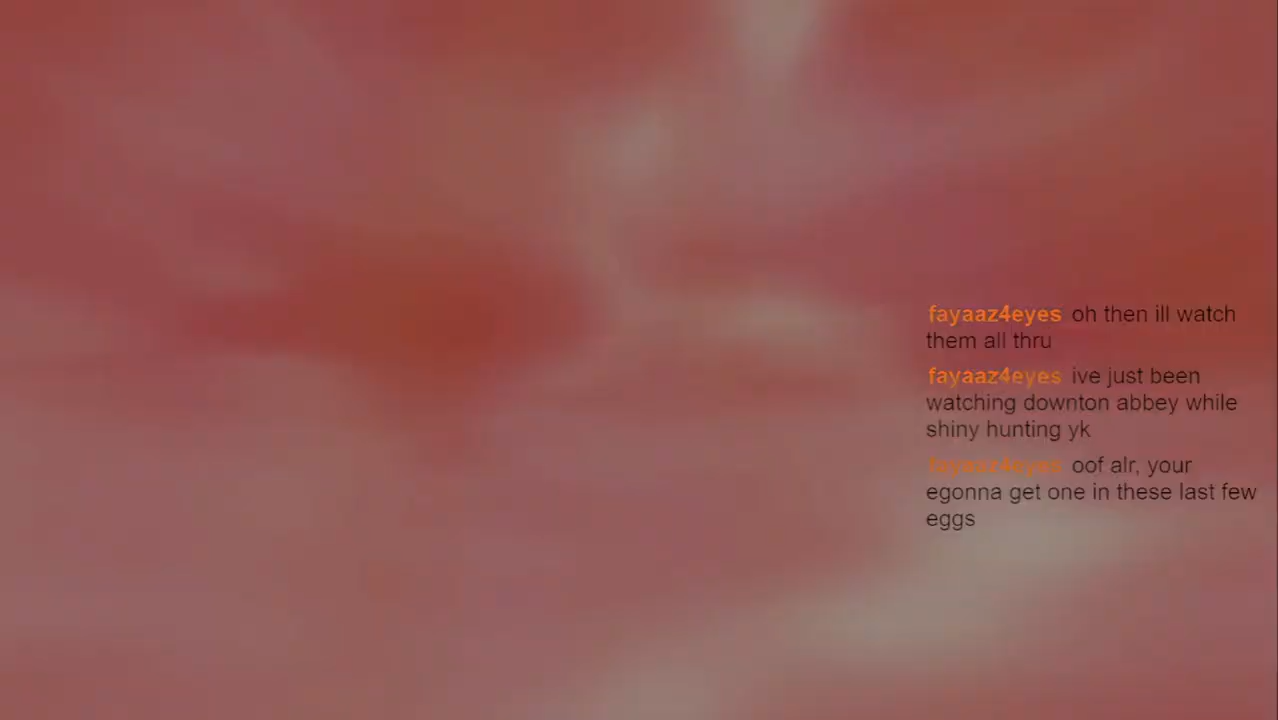 fayaaz4eyes oh then ill watch
them all thru
fayaaz4eyes ive just been
watching downton abbey while
shiny hunting yk
fayaaz4eyes oof alr, your
egonna get one in these last few
eggs